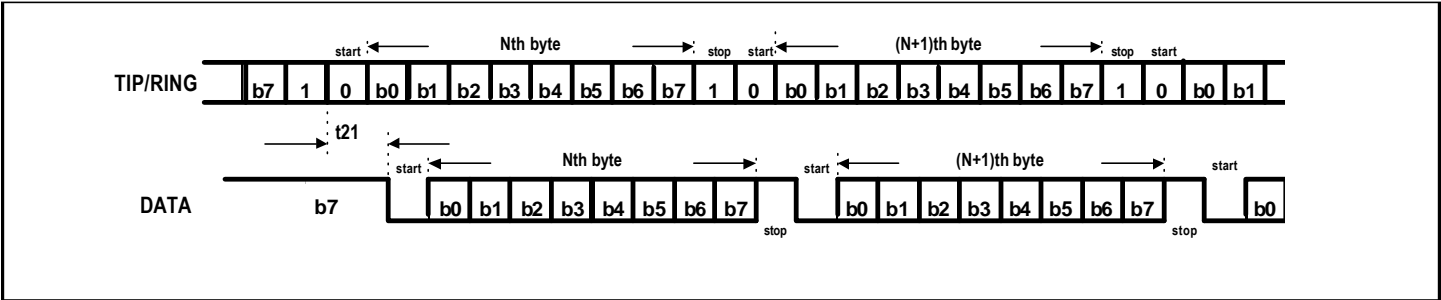 start Nth byte stop start (N+1)th byte stop start
TIP/RING b7 1 0 b0 b1 b2 b3 b4 b5 b6 b7 1 0 b0 b1 b2 b3 b4 b5 b6 b7 1 0 b0 b1
t21
start Nth byte start (N+1)th byte start
DATA b7 b0 b1 b2 b3 b4 b5 b6 b7 b0 b1 b2 b3 b4 b5 b6 b7 b0
stop stop